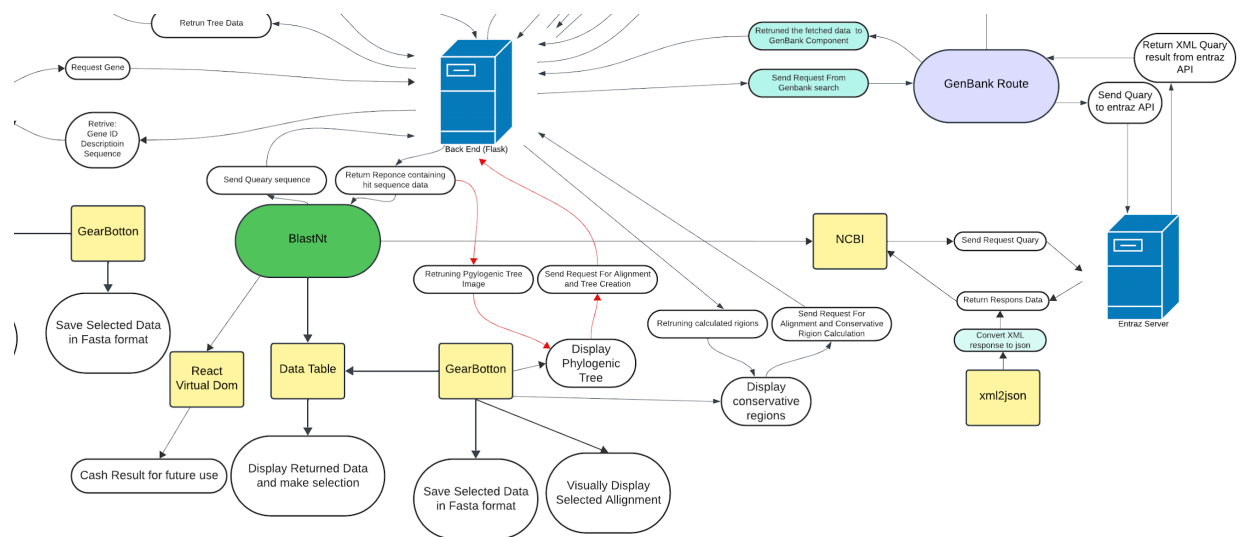 Retrun Tree Data
Request Gene
Retrive:
Gene ID
Descriptioin
Sequence
Back End (Flask)
Retruned the fetched data to
GenBank Component
Send Request From
Genbank search
GenBank Route
Return XML Quary
result from entraz
API
Send Quary
to entraz API
Send Queary sequence
Return Reponce containing
hit sequence data
GearBotton
BlastNt
NCBI
Send Request Quary
Return Respons Data
Entraz Server
Convert XML
response to json
xml2json
Retruning Pgylogenic Tree
Image
Send Request For Alignment
and Tree Creation
Retruning calculated rigions
Send Request For
Alignment and Conservative
Rigion Calculation
Save Selected Data
in Fasta format
React
Virtual Dom
Data Table
GearBotton
Display
Phylogenic
Tree
Display
conservative
regions
Cash Result for future use
Display Returned Data
and make selection
Save Selected Data
in Fasta format
Visually Display
Selected Allignment